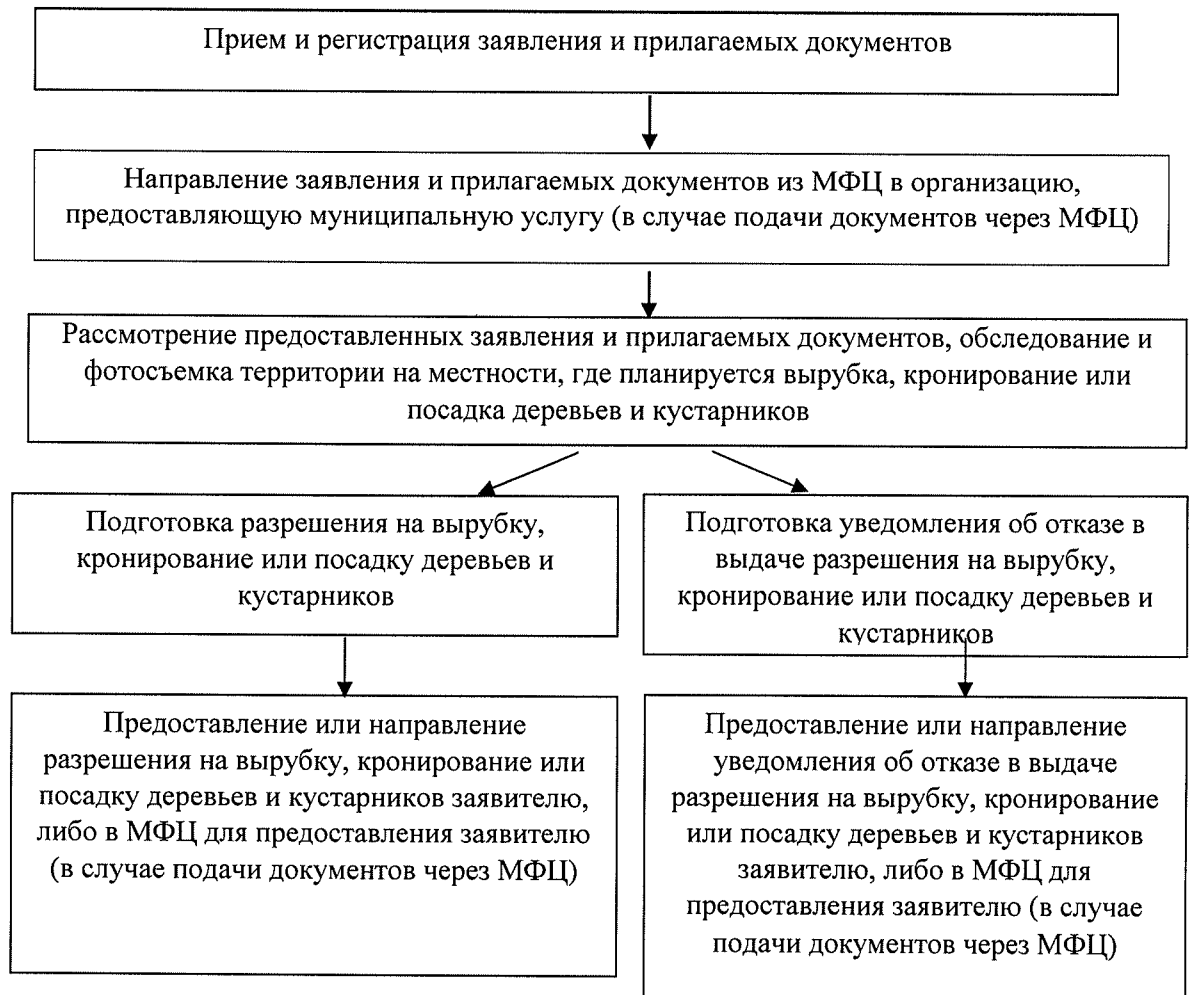 Прием и регистрация заявления и прилагаемых документов
Направление заявления и прилагаемых документов из МФЦ в организацию,
предоставляющую муниципальную услугу (в случае подачи документов через МФЦ)
Рассмотрение предоставленных заявления и прилагаемых документов, обследование и
фотосъемка территории на местности, где планируется вырубка, кронирование или
посадка деревьев и кустарников
Подготовка разрешения на вырубку,
кронирование или посадку деревьев и
кустарников
Подготовка уведомления об отказе в
выдаче разрешения на вырубку,
кронирование или посадку деревьев и
кустарников
Предоставление или направление
разрешения на вырубку, кронирование или
посадку деревьев и кустарников заявителю,
либо в МФЦ для предоставления заявителю
(в случае подачи документов через МФЦ)
Предоставление или направление
уведомления об отказе в выдаче
разрешения на вырубку, кронирование
или посадку деревьев и кустарников
заявителю, либо в МФЦ для
предоставления заявителю (в случае
подачи документов через МФЦ)